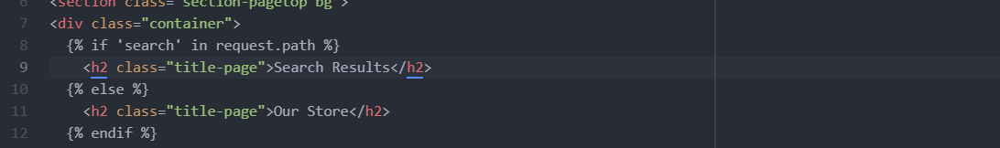 6 <section class="section-pagetop bg">
7 <div class="container">
8 {% if 'search' in request.path %}
9 <h2 class="title-page">Search Results</h2>
10 {% else %}
11 <h2 class="title-page">Our Store</h2>
12 {% endif %}